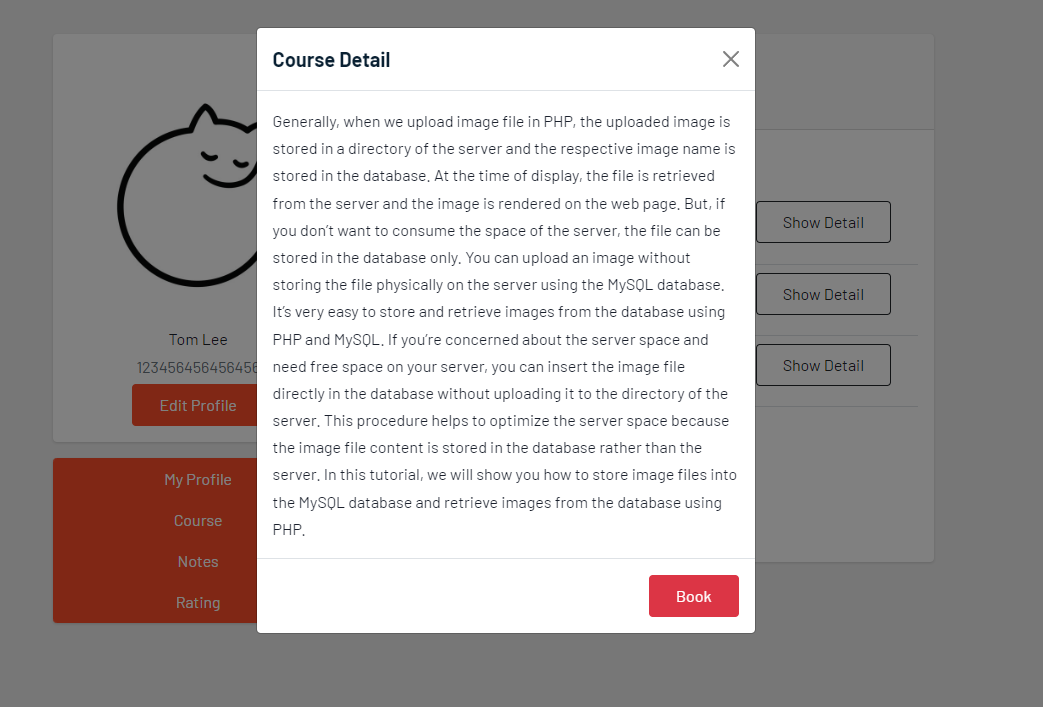 Course Detail
Generally, when we upload image file in PHP, the uploaded image is
stored in a directory of the server and the respective image name is
stored in the database. At the time of display, the file is retrieved
from the server and the image is rendered on the web page. But, if
you don’t want to consume the space of the server, the file can be
stored in the database only. You can upload an image without
storing the file physically on the server using the MySQL database.
It’s very easy to store and retrieve images from the database using
PHP and MySQL. If you’re concerned about the server space and
need free space on your server, you can insert the image file
directly in the database without uploading it to the directory of the
server. This procedure helps to optimize the server space because
the image file content is stored in the database rather than the
server. In this tutorial, we will show you how to store image files into
the MySQL database and retrieve images from the database using
PHP.
Book
Tom Lee
123456456456456
Edit Profile
My Profile
Course
Notes
Rating
Show Detail
Show Detail
Show Detail